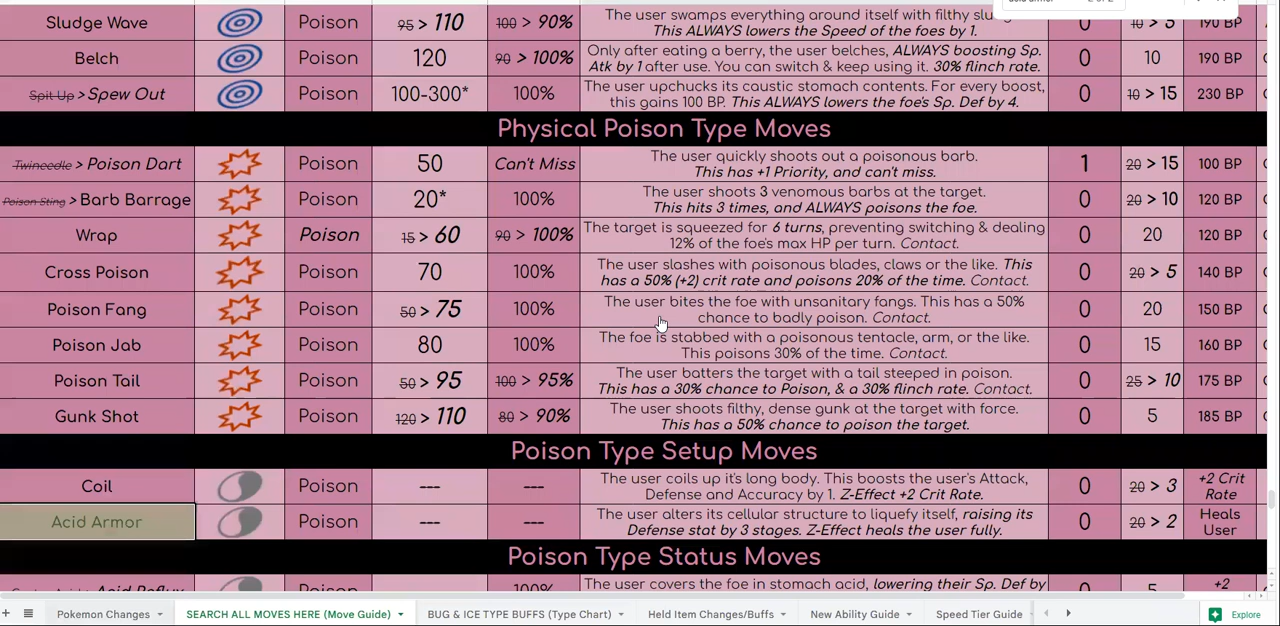 Sludge Wave Poison 95 > 110 100 > 90% The user swamps everything around itself with filthy 0 10 > 5 190 BP
This ALWAYS lowers the Speed of the foes by 1.
Belch Poison 120 90 > 100% Only after eating a berry, the user belches, ALWAYS boosting Sp. 0 10 190 BP
Atk by 1 after use. You can switch & keep using it. 30% flinch rate.
Spit Up > Spew Out Poison 100-300* 100% The user upchucks its caustic stomach contents. For every boost, 0 10 > 15 230 BP
this gains 100 BP. This ALWAYS lowers the foe's Sp. Def by 4.
Physical Poison Type Moves
Twineedle > Poison Dart Poison 50 Can't Miss The user quickly shoots out a poisonous barb. 1 20 > 15 100 BP
This has +1 Priority, and can't miss.
Poison Sting > Barb Barrage Poison 20* 100% The user shoots 3 venomous barbs at the target. 0 20 > 10 120 BP
This hits 3 times, and ALWAYS poisons the foe.
Wrap Poison 15 > 60 90 > 100% The target is squeezed for 6 turns, preventing switching & dealing 0 20 120 BP
12% of the foe's max HP per turn. Contact.
Cross Poison Poison 70 100% The user slashes with poisonous blades, claws or the like. This 0 20 > 5 140 BP
has a 50% (+2) crit rate and poisons 20% of the time. Contact.
Poison Fang Poison 50 > 75 100% The user bites the foe with unsanitary fangs. This has a 50% 0 20 150 BP
chance to badly poison. Contact.
Poison Jab Poison 80 100% The foe is stabbed with a poisonous tentacle, arm, or the like. 0 15 160 BP
This poisons 30% of the time. Contact.
Poison Tail Poison 50 > 95 100 > 95% The user batters the target with a tail steeped in poison. 0 25 > 10 175 BP
This has a 30% chance to Poison, & a 30% flinch rate. Contact.
Gunk Shot Poison 120 > 110 80 > 90% The user shoots filthy, dense gunk at the target with force. 0 5 185 BP
This has a 50% chance to poison the target.
Poison Type Setup Moves
Coil Poison --- --- The user coils up it's long body. This boosts the user's Attack, 0 20 > 3 +2 Crit
Defense and Accuracy by 1. Z-Effect +2 Crit Rate. Rate
Acid Armor Poison --- --- The user alters its cellular structure to liquefy itself, raising its 0 20 > 2 Heals
Defense stat by 3 stages. Z-Effect heals the user fully. User
Poison Type Status Moves
The user covers the foe in stomach acid, lowering their Sp. Def by +2
Pokemon Changes SEARCH ALL MOVES HERE (Move Guide) BUG & ICE TYPE BUFFS (Type Chart) Held Item Changes/Buffs New Ability Guide Speed Tier Guide Explore